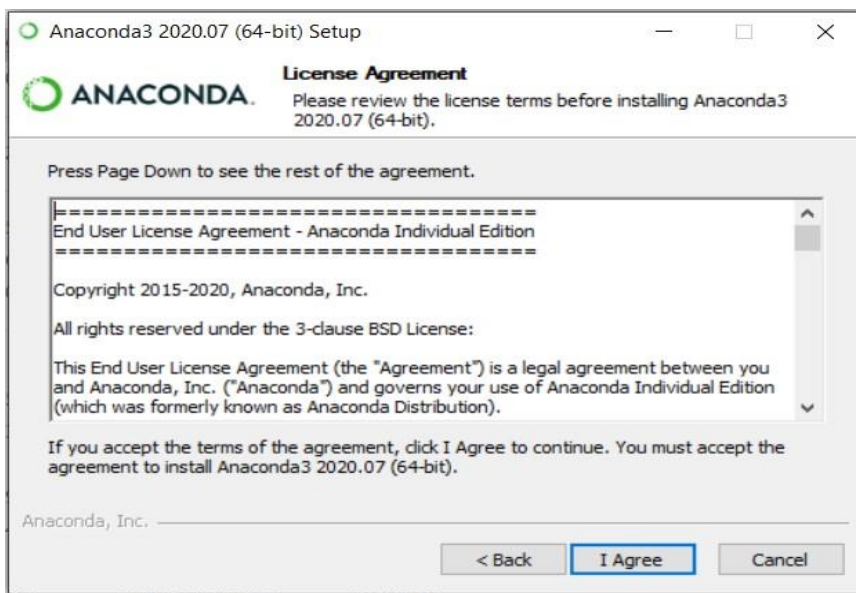 Anaconda3 2020.07 (64-bit) Setup
ANACONDA.
License Agreement
Please review the license terms before installing Anaconda3
2020.07 (64-bit).
Press Page Down to see the rest of the agreement.
===================================
End User License Agreement - Anaconda Individual Edition
===================================
Copyright 2015-2020, Anaconda, Inc.
All rights reserved under the 3-clause BSD License:
This End User License Agreement (the "Agreement") is a legal agreement between you
and Anaconda, Inc. ("Anaconda") and governs your use of Anaconda Individual Edition
(which was formerly known as Anaconda Distribution).
If you accept the terms of the agreement, click I Agree to continue. You must accept the
agreement to install Anaconda3 2020.07 (64-bit).
Anaconda, Inc.
< Back
I Agree
Cancel